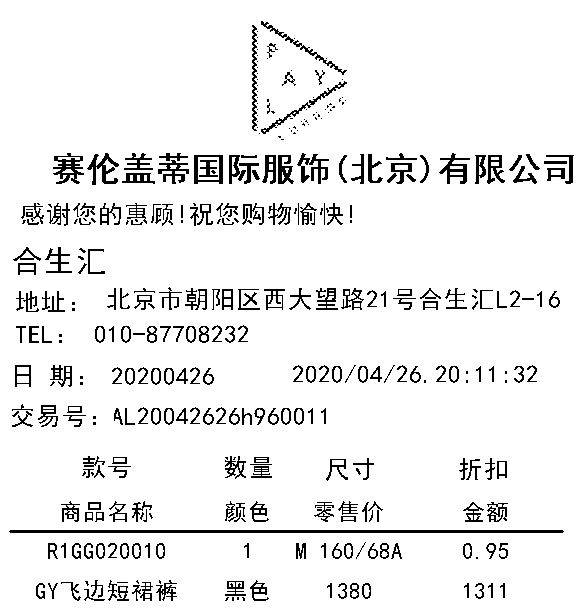 P
A Y
L
赛伦盖蒂国际服饰(北京)有限公司
感谢您的惠顾!祝您购物愉快!
合生汇
地址: 北京市朝阳区西大望路21号合生汇L2-16
TEL: 010-87708232
日 期: 20200426 2020/04/26.20:11:32
交易号:AL20042626h960011
款号 数量 尺寸 折扣
商品名称 颜色 零售价 金额
R1GG020010 1 M 160/68A 0.95
GY飞边短裙裤 黑色 1380 1311